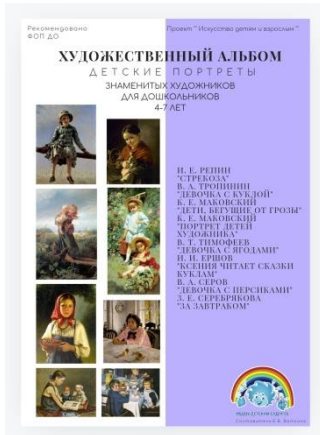 Рекомендовано
ФОП ДО
Проект "Искусство детям и взрослым"
ХУДОЖЕСТВЕННЫЙ АЛЬБОМ
ДЕТСКИЕ ПОРТРЕТЫ
ЗНАМЕНИТЫХ ХУДОЖНИКОВ
ДЛЯ ДОШКОЛЬНИКОВ
4-7 ЛЕТ
И. Е. РЕПИН
"СТРЕКОЗА"
В. А. ТРОПИНИН
"ДЕВОЧКА С КУКЛОЙ"
К. Е. МАКОВСКИЙ
"ДЕТИ, БЕГУЩИЕ ОТ ГРОЗЫ"
К. Е. МАКОВСКИЙ
"ПОРТРЕТ ДЕТЕЙ
ХУДОЖНИКА"
В. Т. ТИМОФЕЕВ
"ДЕВОЧКА С ЯГОДАМИ"
И. И. ЕРШОВ
"КСЕНИЯ ЧИТАЕТ СКАЗКИ
КУКЛАМ"
В. А. СЕРОВ
"ДЕВОЧКА С ПЕРСИКАМИ"
З. Е. СЕРЕБРЯКОВА
"ЗА ЗАВТРАКОМ"